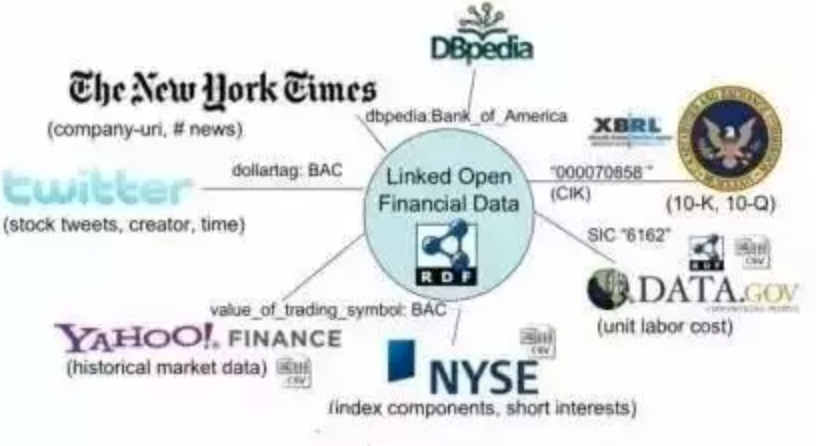 DBpedia
The New York Times
(company-uri, # news)
dbpedia:Bank_of_America
XBRL
twitter
dollartag: BAC
(stock tweets, creator, time)
Linked Open
Financial Data
RDF
"000070858 "
(CIK)
(10-K, 10-Q)
SIC "6162"
RDF
CSV
DATA.GOV
(unit labor cost)
value_of_trading_symbol: BAC
YAHOO! FINANCE
(historical market data)
CSV
CSV
NYSE
(index components, short interests)